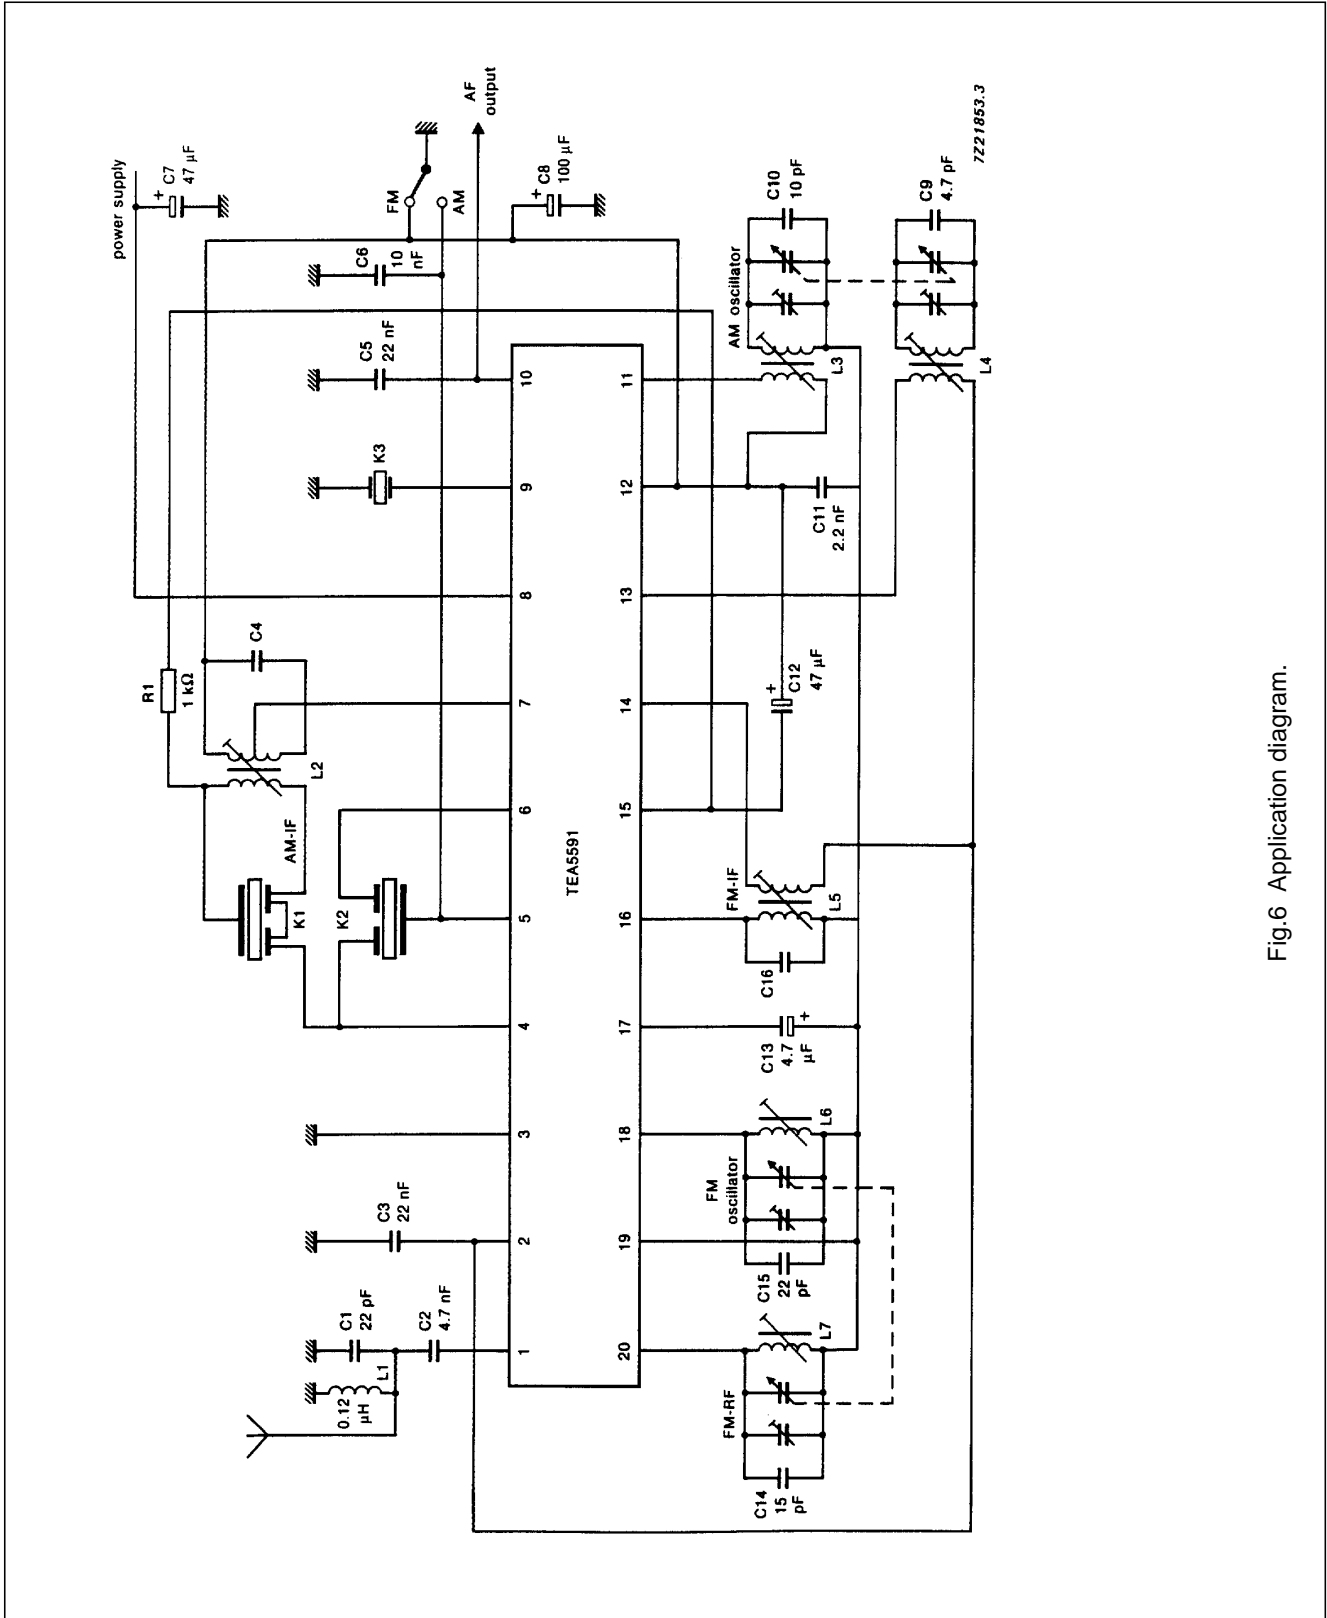 power supply
+
C7
47 µF
AF
output
FM
AM
+
C8
100 µF
C6
10
nF
C5
22 nF
K3
R1
1 kΩ
C4
L2
AM-IF
K1
K2
C3
22 nF
C1
22 pF
C2
4.7 nF
L1
0.12
µH
1
2
3
4
5
6
7
8
9
10
TEA5591
20
19
18
17
16
15
14
13
12
11
AM oscillator
C10
10 pF
L3
C9
4.7 pF
L4
C11
2.2 nF
+
C12
47 µF
FM-IF
L5
C16
C13
4.7
µF
+
FM
oscillator
L6
C15
22
pF
FM-RF
L7
C14
15
pF
7Z21853.3
Fig.6 Application diagram.